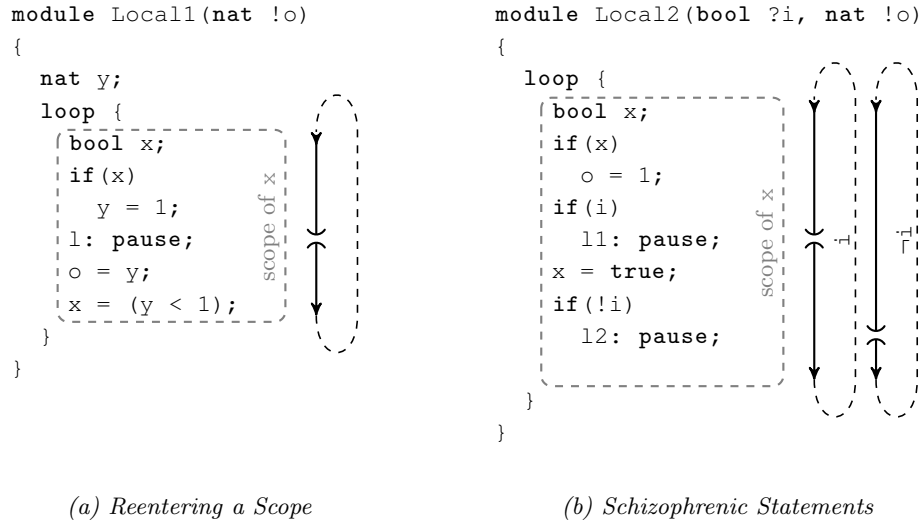 module Local1(nat !o)
{
nat y;
loop {
bool x;
if(x)
y = 1;
l: pause;
o = y;
x = (y < 1);
}
}
scope of x
(a) Reentering a Scope
module Local2(bool ?i, nat !o)
{
loop {
bool x;
if(x)
o = 1;
if(i)
l1: pause;
x = true;
if(!i)
l2: pause;
}
}
scope of x
i
¬i
(b) Schizophrenic Statements